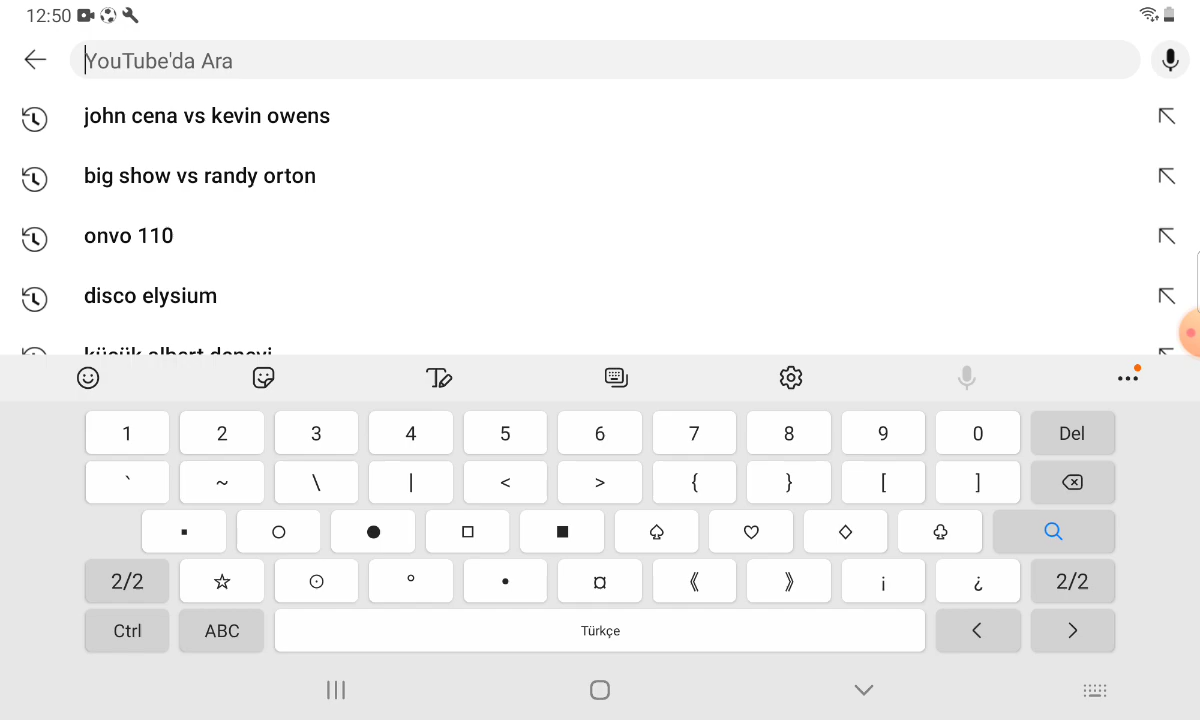 12:50
YouTube'da Ara
john cena vs kevin owens
big show vs randy orton
onvo 110
disco elysium
1 2 3 4 5 6 7 8 9 0 Del
` ~ \ | < > { } [ ]
▪ ○ ● □ ■ ♤ ♡ ◇ ♧
2/2 ☆ ⊙ ° • ¤ 《 》 ¡ ¿ 2/2
Ctrl ABC Türkçe < >